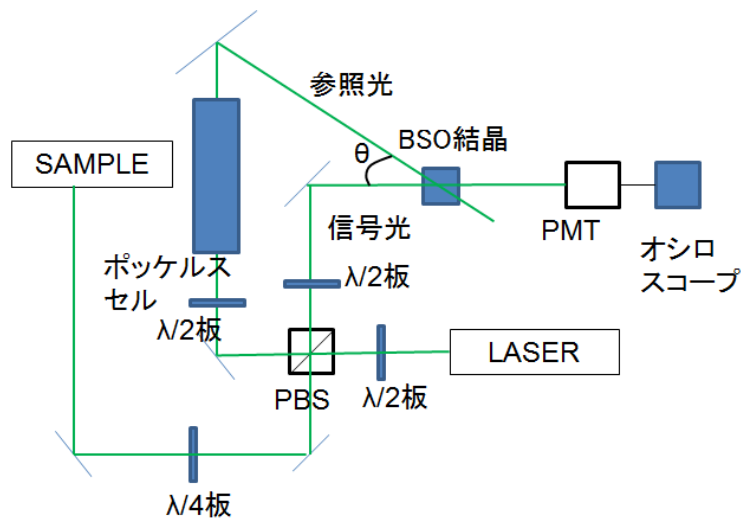 参照光
BSO結晶
θ
SAMPLE
信号光
PMT
オシロ
スコープ
ポッケルス
セル
λ/2板
λ/2板
LASER
PBS
λ/2板
λ/4板